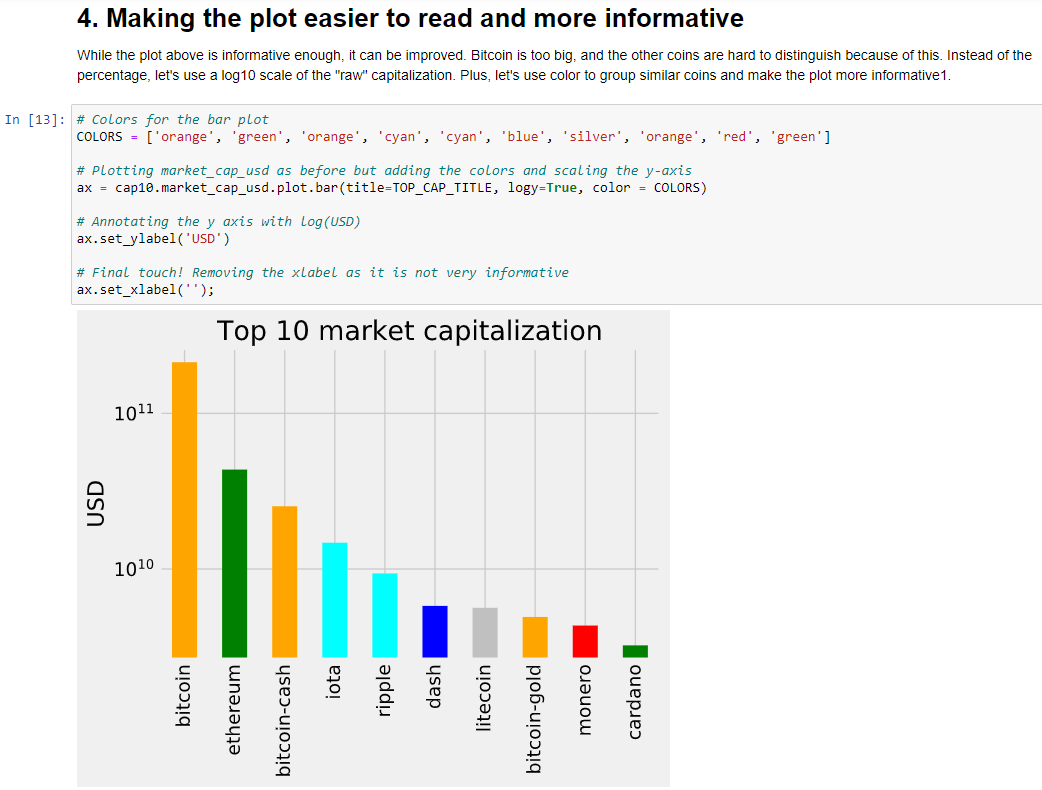 4. Making the plot easier to read and more informative
While the plot above is informative enough, it can be improved. Bitcoin is too big, and the other coins are hard to distinguish because of this. Instead of the
percentage, let's use a log10 scale of the "raw" capitalization. Plus, let's use color to group similar coins and make the plot more informative1.
In [13]:
# Colors for the bar plot
COLORS = ['orange', 'green', 'orange', 'cyan', 'cyan', 'blue', 'silver', 'orange', 'red', 'green']
# Plotting market_cap_usd as before but adding the colors and scaling the y-axis
ax = cap10.market_cap_usd.plot.bar(title=TOP_CAP_TITLE, logy=True, color = COLORS)
# Annotating the y axis with log(USD)
ax.set_ylabel('USD')
# Final touch! Removing the xlabel as it is not very informative
ax.set_xlabel('');
Top 10 market capitalization
10¹¹
10¹⁰
USD
bitcoin
ethereum
bitcoin-cash
iota
ripple
dash
litecoin
bitcoin-gold
monero
cardano